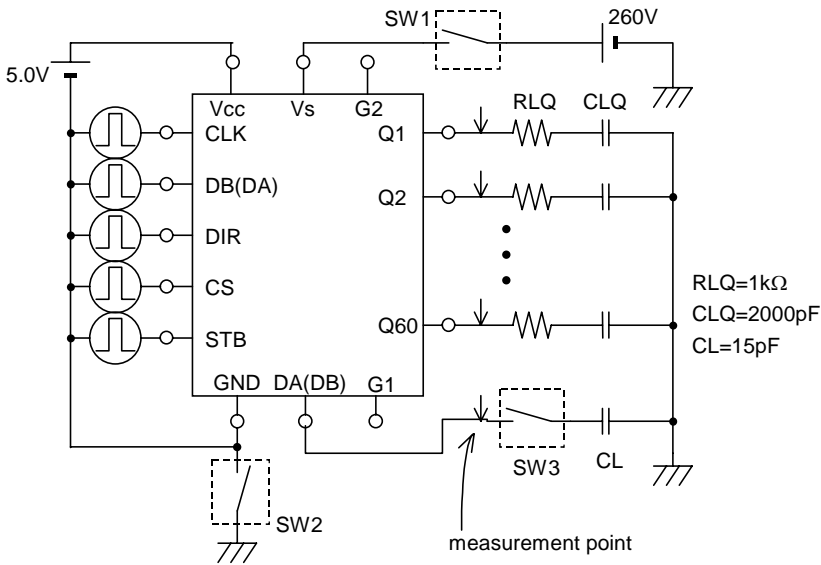 SW1
260V
5.0V
Vcc
Vs
G2
RLQ
CLQ
CLK
Q1
DB(DA)
Q2
DIR
CS
RLQ=1kΩ
CLQ=2000pF
CL=15pF
STB
Q60
GND
DA(DB)
G1
SW3
CL
SW2
measurement point